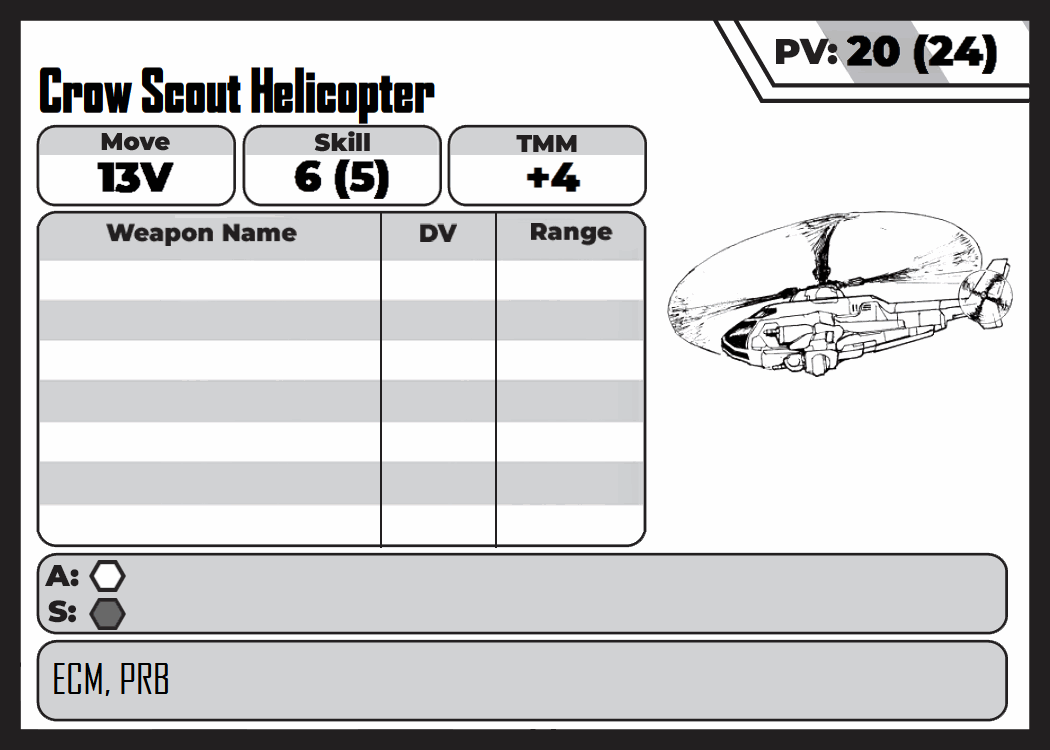 PV: 20 (24)
Crow Scout Helicopter
Move Skill TMM
13V 6 (5) +4
Weapon Name DV Range
A:
S:
ECM, PRB